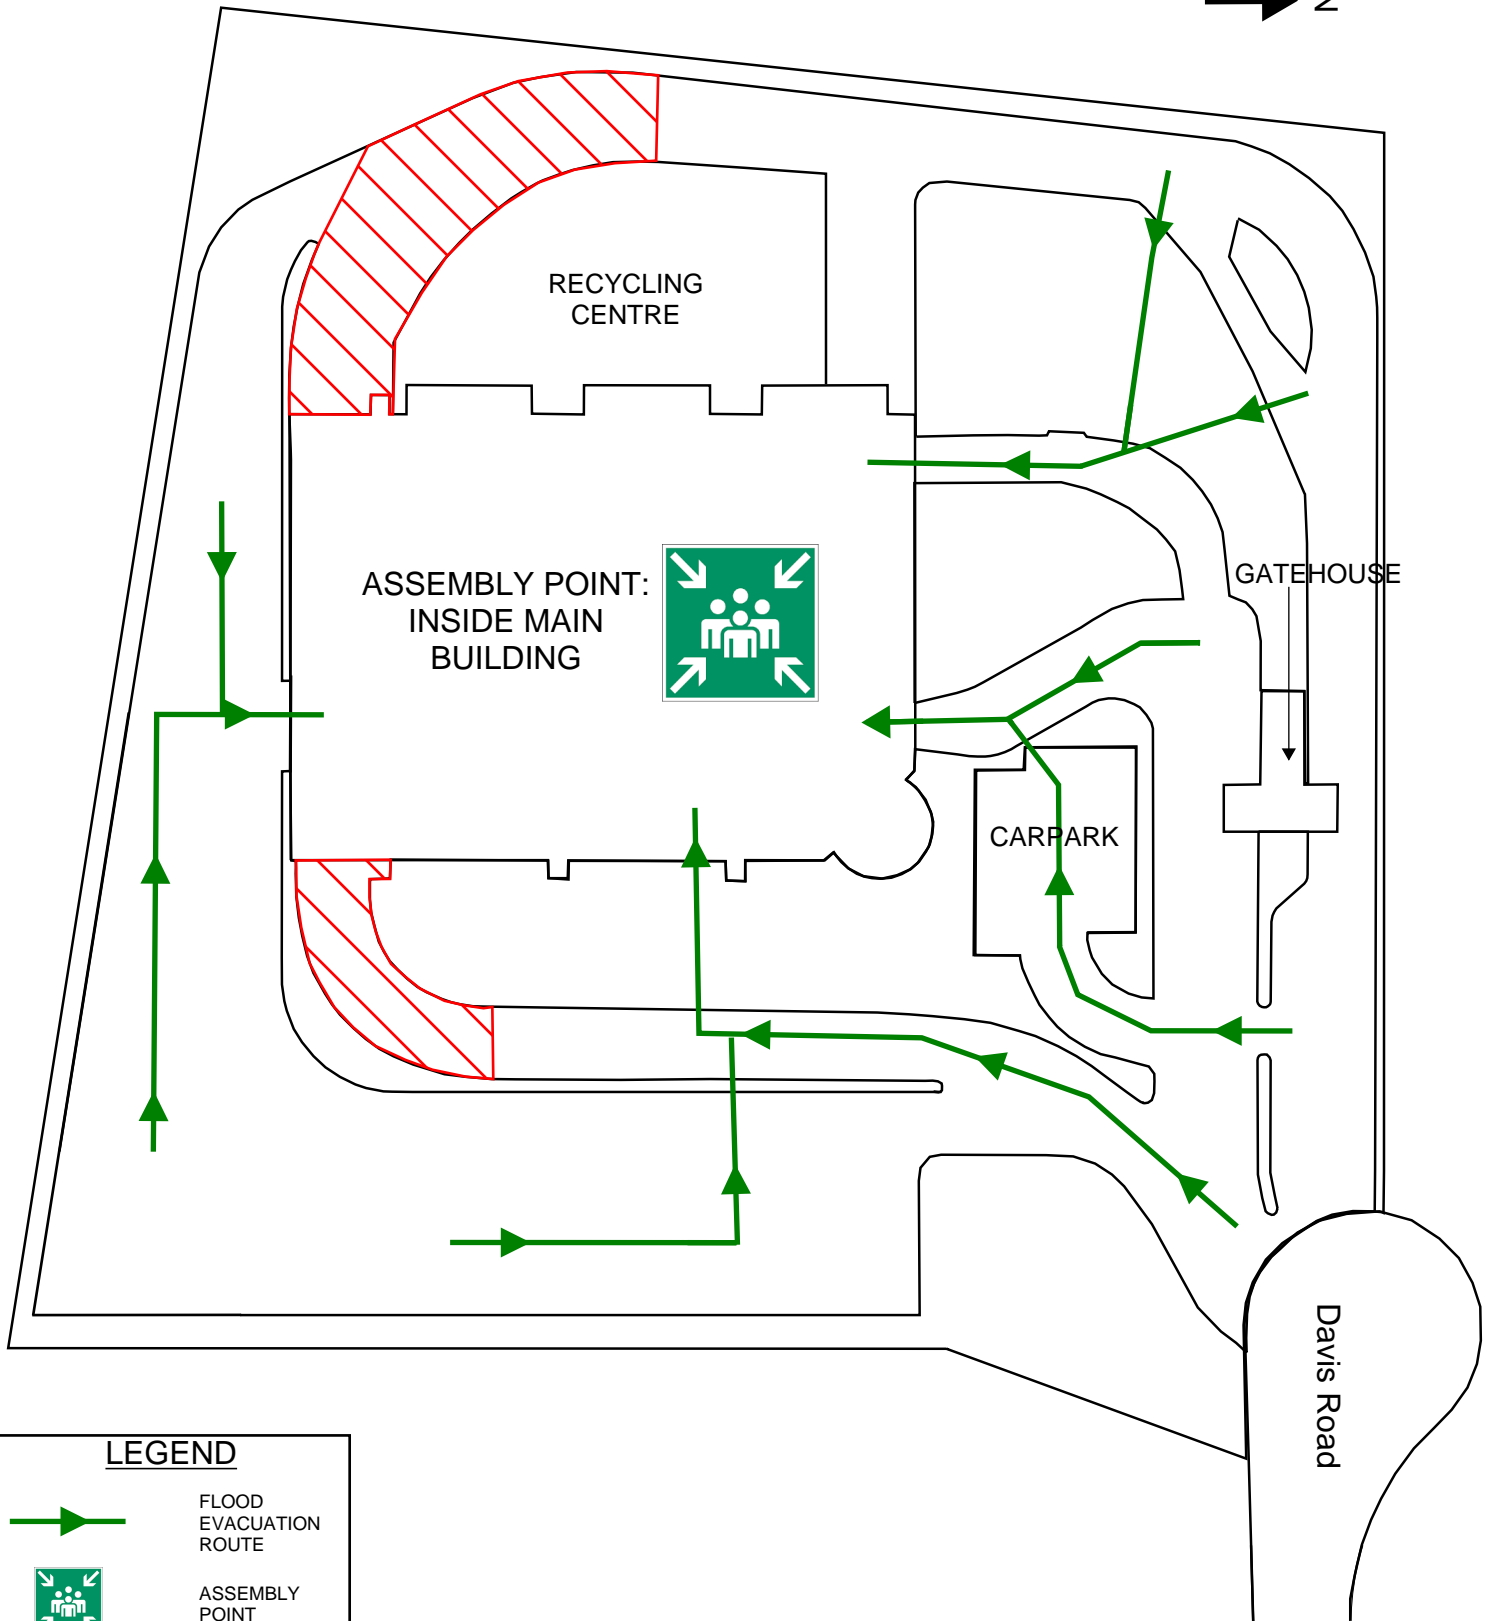 N
RECYCLING
CENTRE
GATEHOUSE
ASSEMBLY POINT:
INSIDE MAIN
BUILDING
CARPARK
Davis Road
LEGEND
FLOOD
EVACUATION
ROUTE
ASSEMBLY
POINT